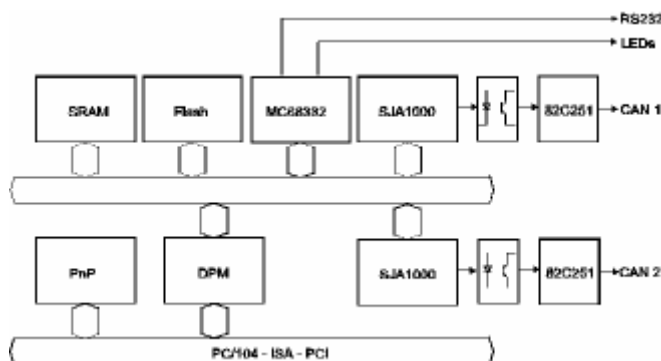 RS232
LEDs
SRAM
Flash
MC68332
SJA1000
82C251
CAN 1
PnP
DPM
SJA1000
82C251
CAN 2
PC/104 - ISA - PCI